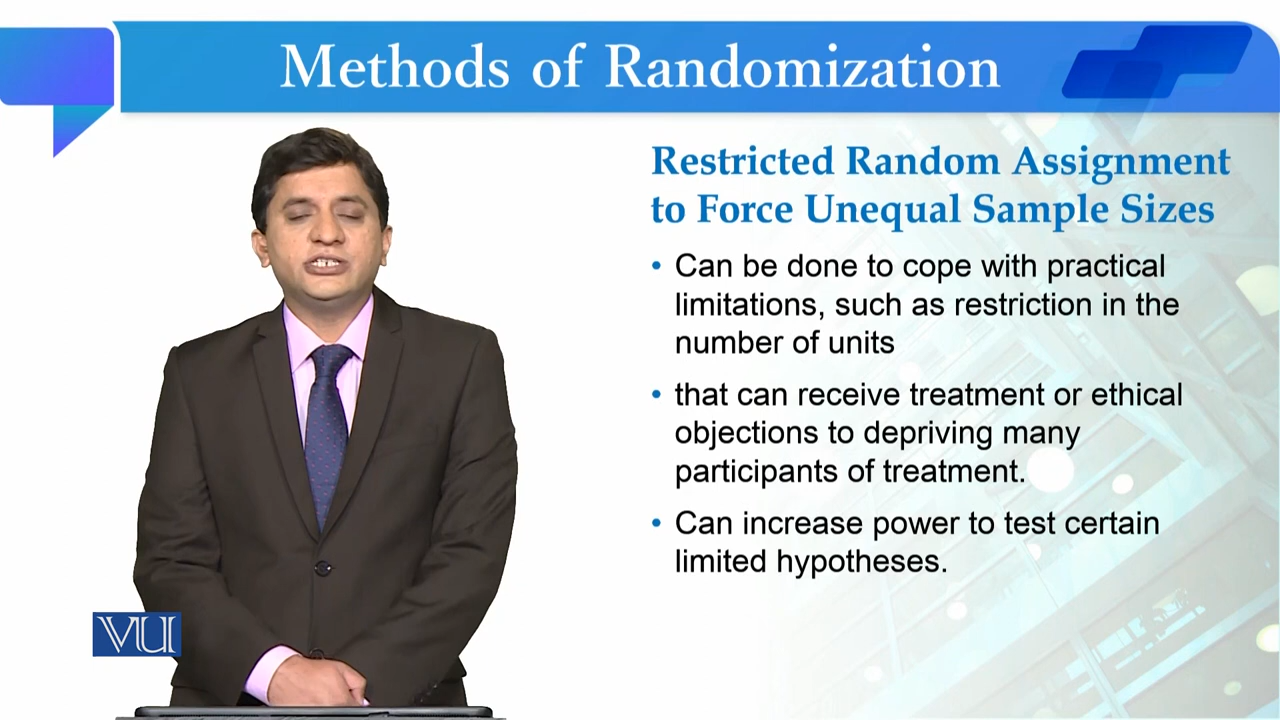 Methods of Randomization
Restricted Random Assignment
to Force Unequal Sample Sizes
• Can be done to cope with practical
limitations, such as restriction in the
number of units
• that can receive treatment or ethical
objections to depriving many
participants of treatment.
• Can increase power to test certain
limited hypotheses.
VU